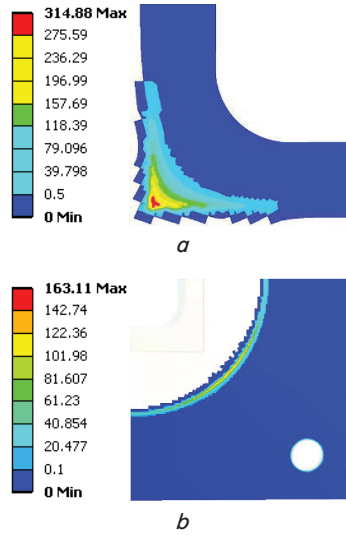 314.88 Max
275.59
236.29
196.99
157.69
118.39
79.096
39.798
0.5
0 Min
a
163.11 Max
142.74
122.36
101.98
81.607
61.23
40.854
20.477
0.1
0 Min
b